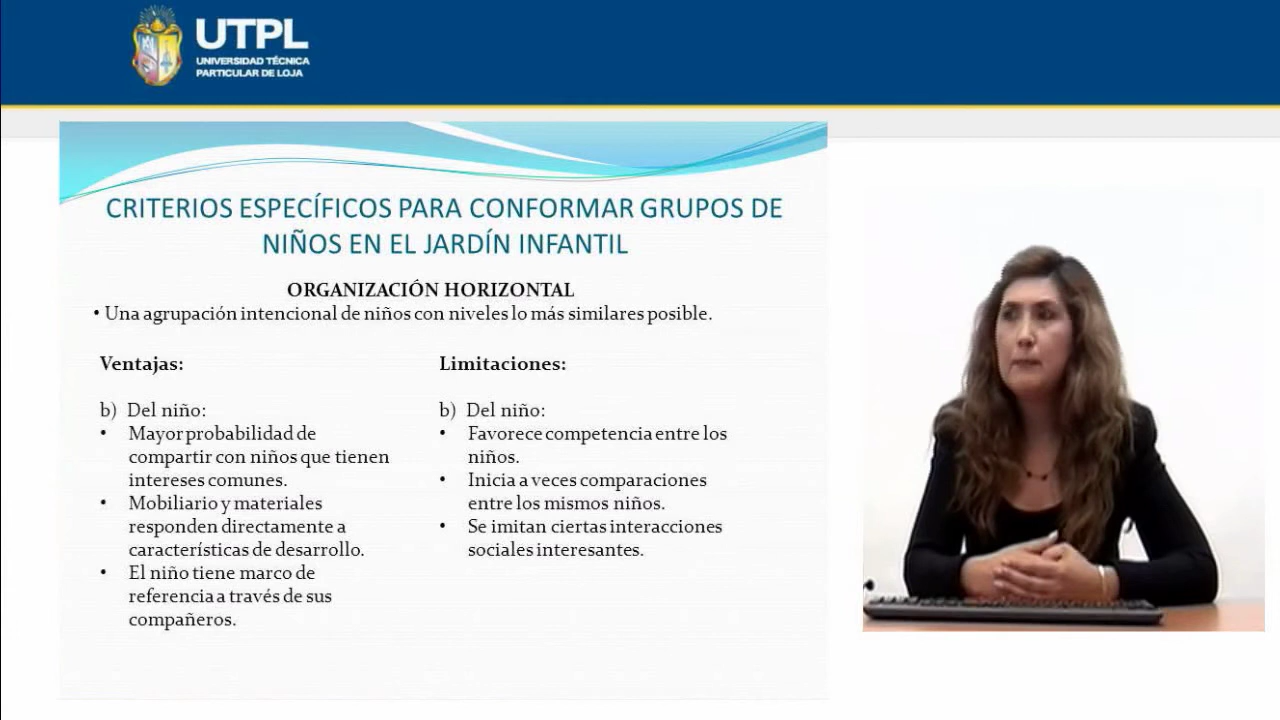 UTPL
UNIVERSIDAD TÉCNICA
PARTICULAR DE LOJA
CRITERIOS ESPECÍFICOS PARA CONFORMAR GRUPOS DE
NIÑOS EN EL JARDÍN INFANTIL
ORGANIZACIÓN HORIZONTAL
• Una agrupación intencional de niños con niveles lo más similares posible.
Ventajas:
b) Del niño:
• Mayor probabilidad de
compartir con niños que tienen
intereses comunes.
• Mobiliario y materiales
responden directamente a
características de desarrollo.
• El niño tiene marco de
referencia a través de sus
compañeros.
Limitaciones:
b) Del niño:
• Favorece competencia entre los
niños.
• Inicia a veces comparaciones
entre los mismos niños.
• Se imitan ciertas interacciones
sociales interesantes.